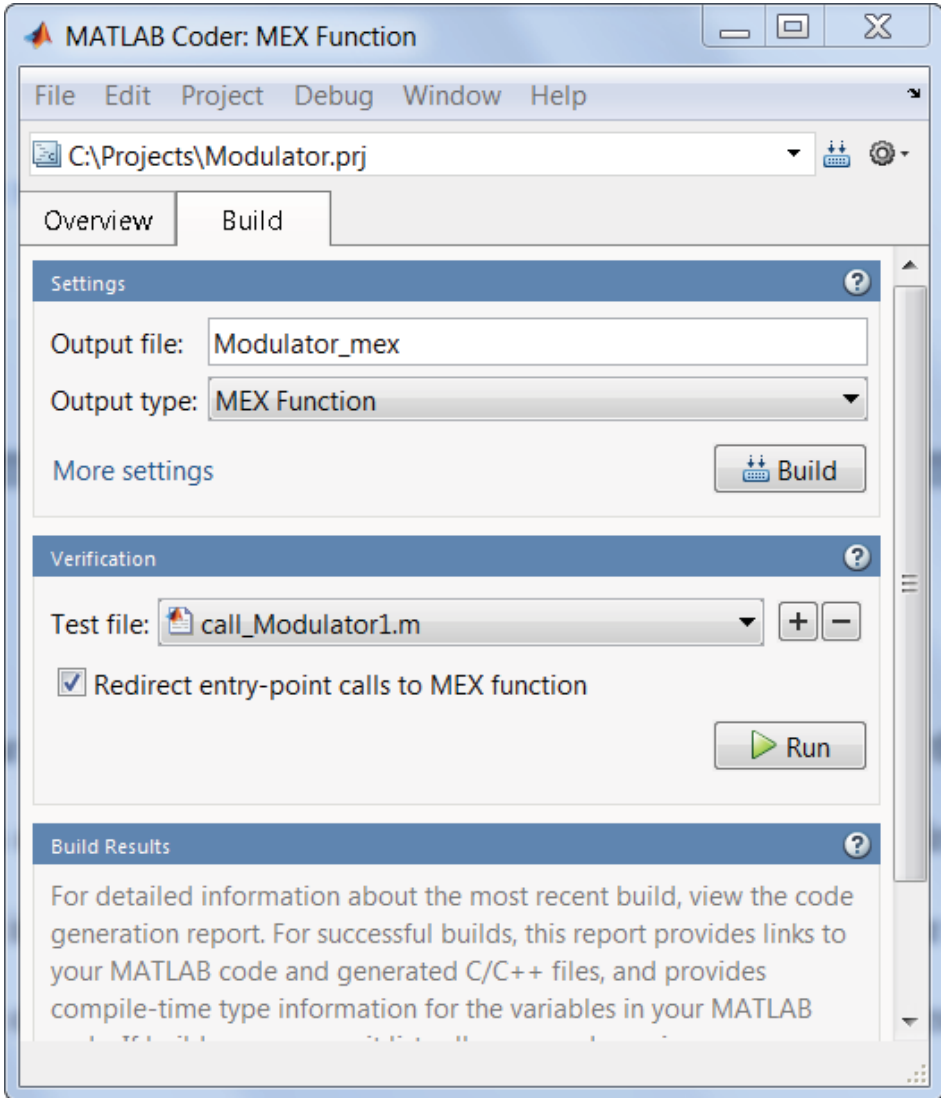 MATLAB Coder: MEX Function
File Edit Project Debug Window Help
C:\Projects\Modulator.prj
Overview Build
Settings ?
Output file: Modulator_mex
Output type: MEX Function
More settings Build
Verification ?
Test file: call_Modulator1.m + −
Redirect entry-point calls to MEX function
Run
Build Results ?
For detailed information about the most recent build, view the code
generation report. For successful builds, this report provides links to
your MATLAB code and generated C/C++ files, and provides
compile-time type information for the variables in your MATLAB